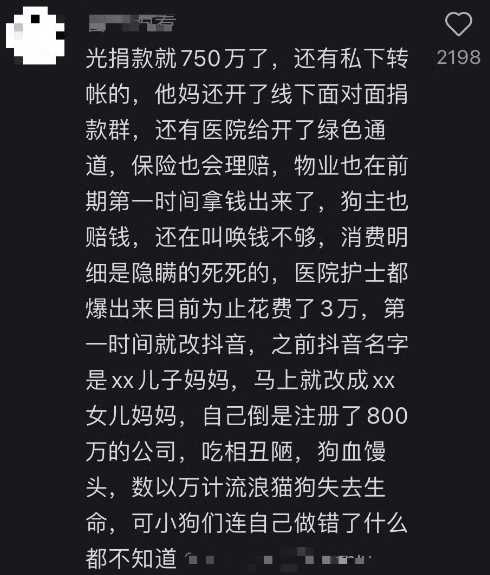 2198
光捐款就750万了，还有私下转
帐的，他妈还开了线下面对面捐
款群，还有医院给开了绿色通
道，保险也会理赔，物业也在前
期第一时间拿钱出来了，狗主也
赔钱，还在叫唤钱不够，消费明
细是隐瞒的死死的，医院护士都
爆出来目前为止花费了3万，第
一时间就改抖音，之前抖音名字
是xx儿子妈妈，马上就改成xx
女儿妈妈，自己倒是注册了800
万的公司，吃相丑陋，狗血馒
头，数以万计流浪猫狗失去生
命，可小狗们连自己做错了什么
都不知道